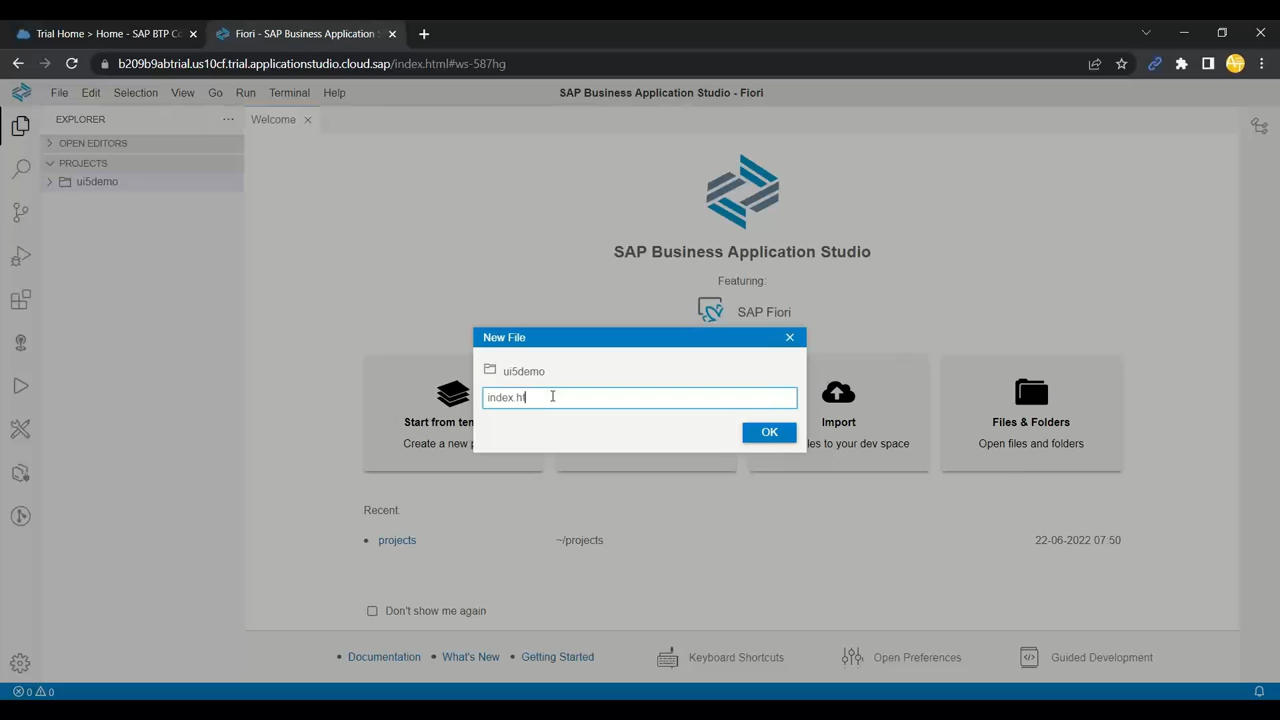 Trial Home > Home - SAP BTP Co
Fiori - SAP Business Application S
b209b9abtrial.us10cf.trial.applicationstudio.cloud.sap/index.html#ws-587hg
File Edit Selection View Go Run Terminal Help
SAP Business Application Studio - Fiori
EXPLORER
OPEN EDITORS
PROJECTS
ui5demo
Welcome
SAP Business Application Studio
Featuring:
SAP Fiori
New File
ui5demo
index.ht
OK
Start from tem
Create a new p
Import
les to your dev space
Files & Folders
Open files and folders
Recent
projects ~/projects 22-06-2022 07:50
Don't show me again
• Documentation • What's New • Getting Started
Keyboard Shortcuts
Open Preferences
Guided Development
0 0